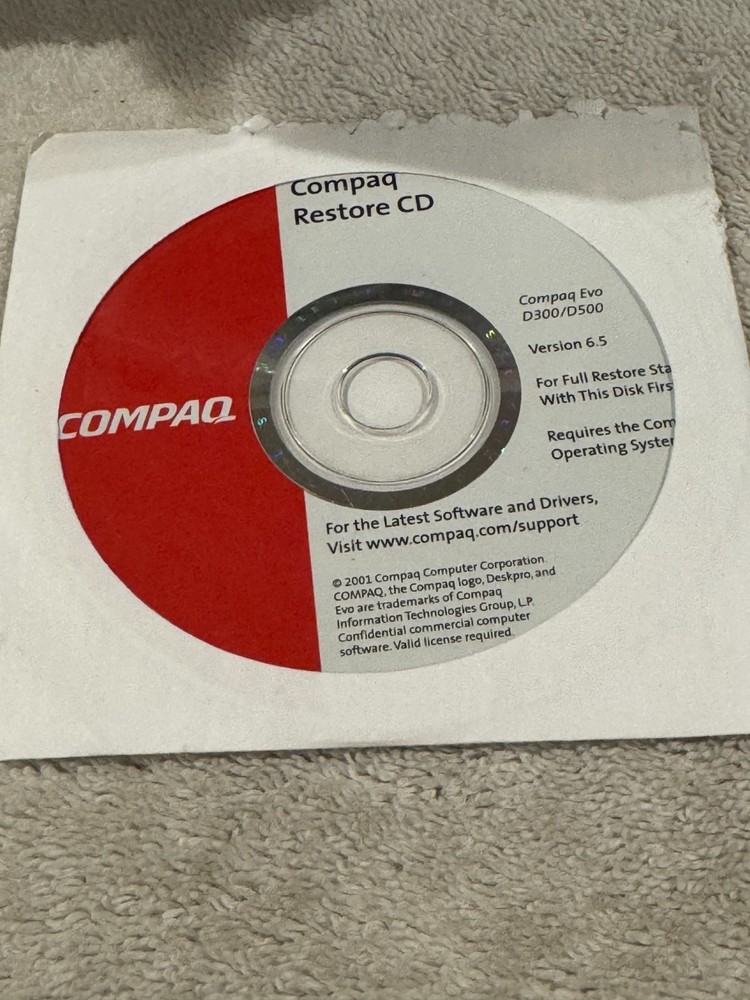 Compaq
Restore CD
Compaq Evo
D300/D500
Version 6.5
For Full Restore Sta
With This Disk Firs
Requires the Com
Operating Syster
COMPAQ
For the Latest Software and Drivers,
Visit www.compaq.com/support
© 2001 Compaq Computer Corporation
COMPAQ, the Compaq logo, Deskpro, and
Evo are trademarks of Compaq
Information Technologies Group, L.P.
Confidential commercial computer
software. Valid license required.